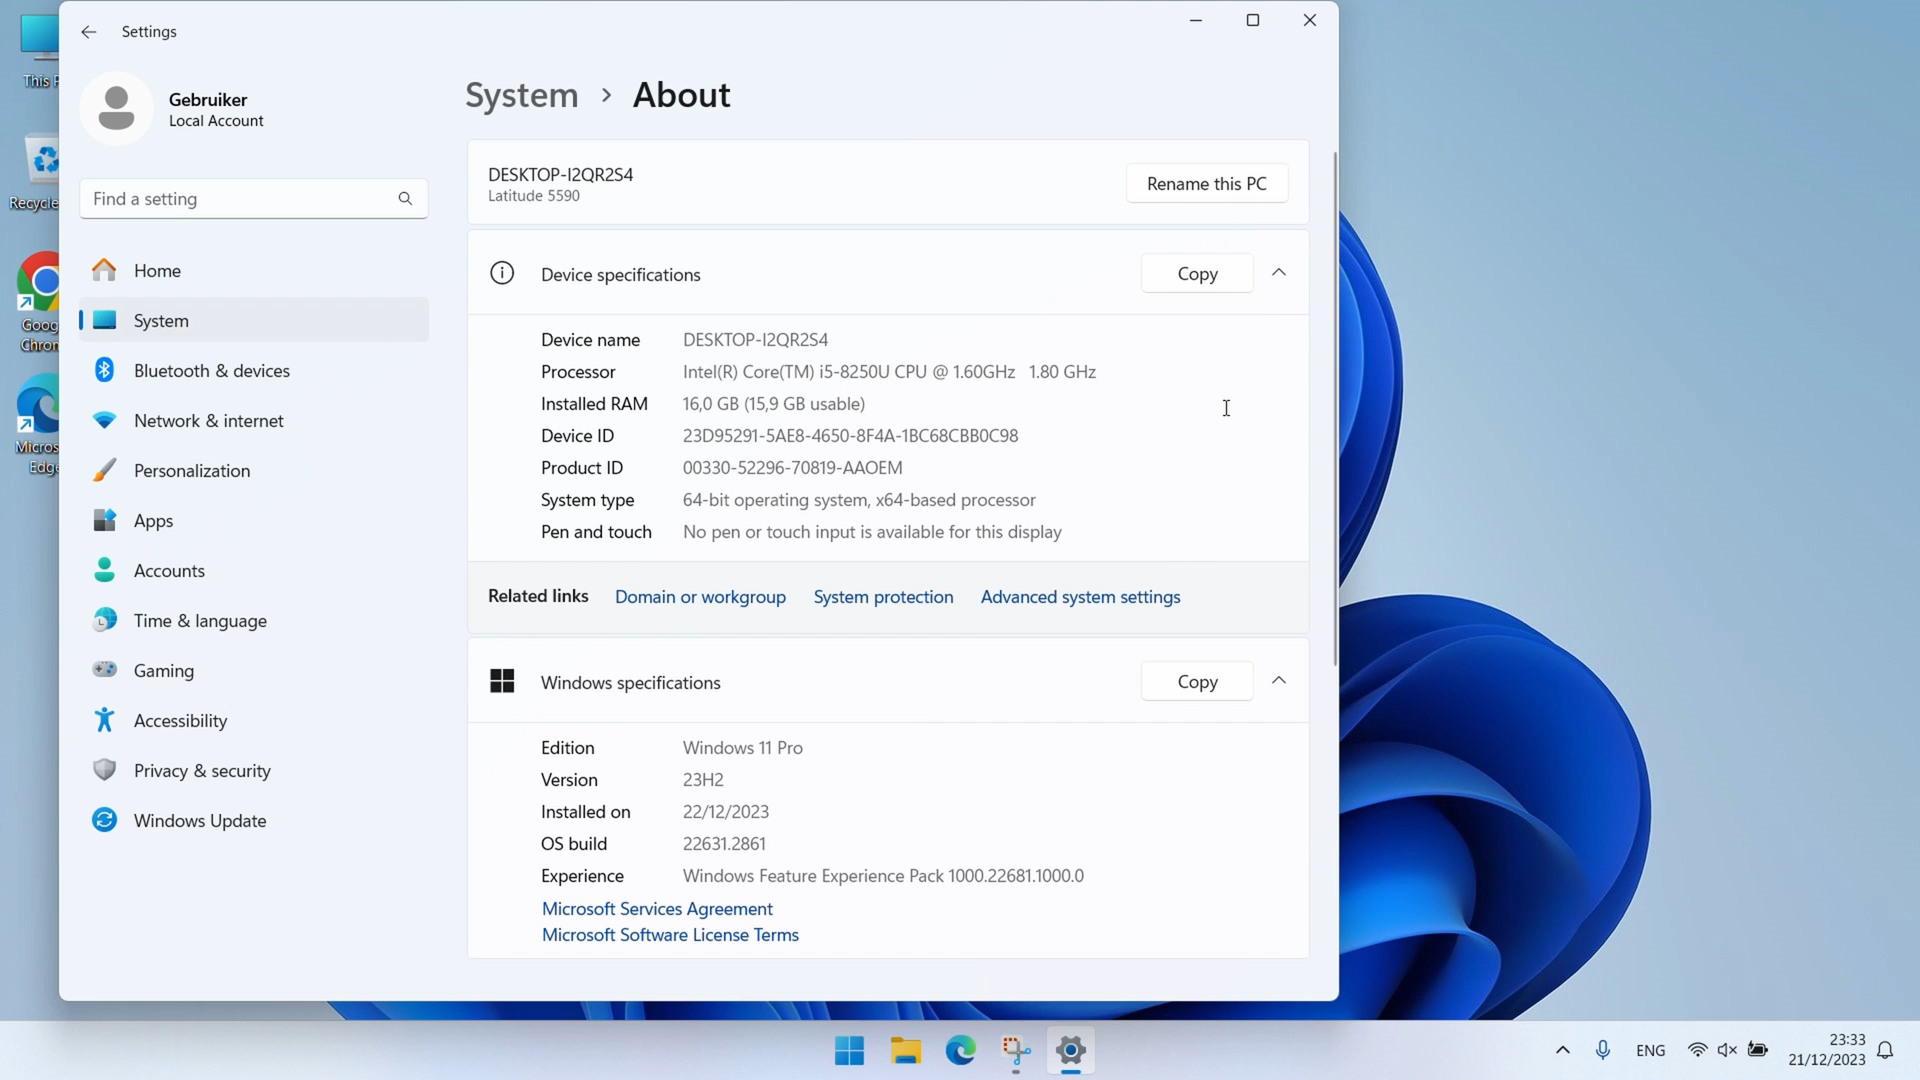 Settings
Gebruiker
Local Account
Find a setting
Home
System
Bluetooth & devices
Network & internet
Personalization
Apps
Accounts
Time & language
Gaming
Accessibility
Privacy & security
Windows Update
System > About
DESKTOP-I2QR2S4
Latitude 5590
Rename this PC
Device specifications
Copy
Device name DESKTOP-I2QR2S4
Processor Intel(R) Core(TM) i5-8250U CPU @ 1.60GHz 1.80 GHz
Installed RAM 16,0 GB (15,9 GB usable)
Device ID 23D95291-5AE8-4650-8F4A-1BC68CBB0C98
Product ID 00330-52296-70819-AAOEM
System type 64-bit operating system, x64-based processor
Pen and touch No pen or touch input is available for this display
Related links Domain or workgroup System protection Advanced system settings
Windows specifications
Copy
Edition Windows 11 Pro
Version 23H2
Installed on 22/12/2023
OS build 22631.2861
Experience Windows Feature Experience Pack 1000.22681.1000.0
Microsoft Services Agreement
Microsoft Software License Terms
This P
Recycle
Goog
Chron
Micros
Edge
ENG
23:33
21/12/2023